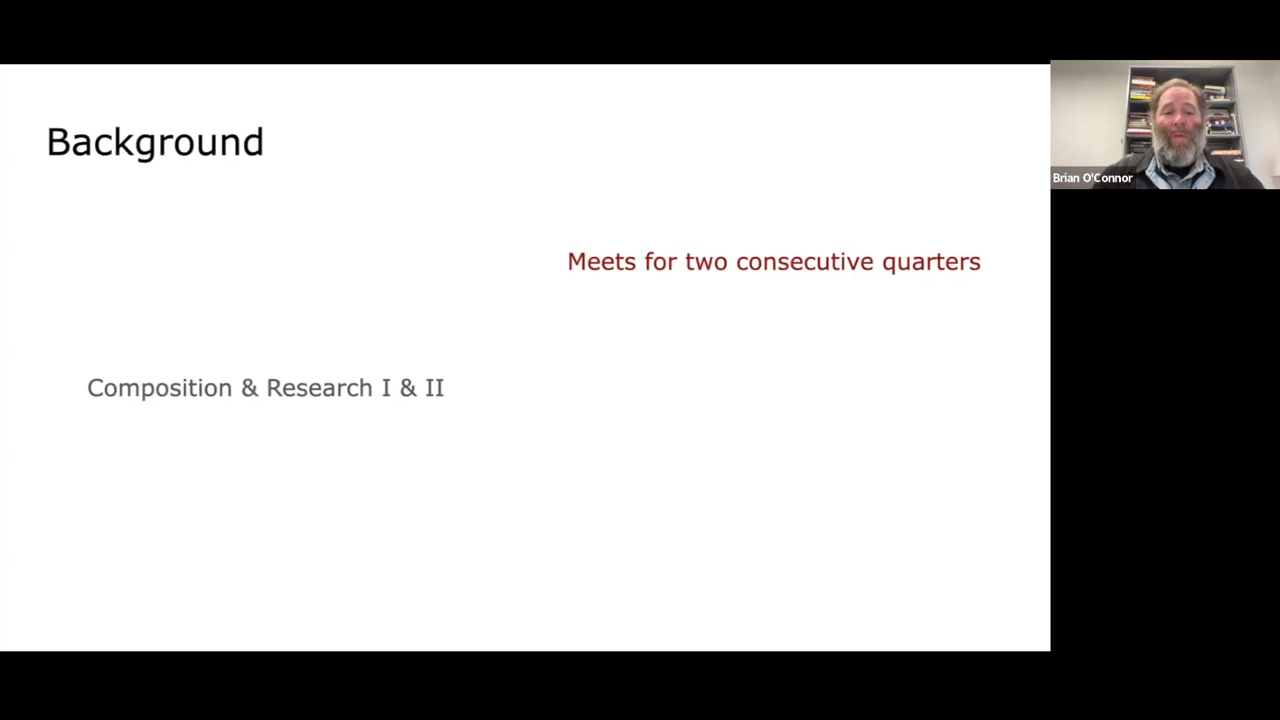 Background
Meets for two consecutive quarters
Composition & Research I & II
Brian O'Connor